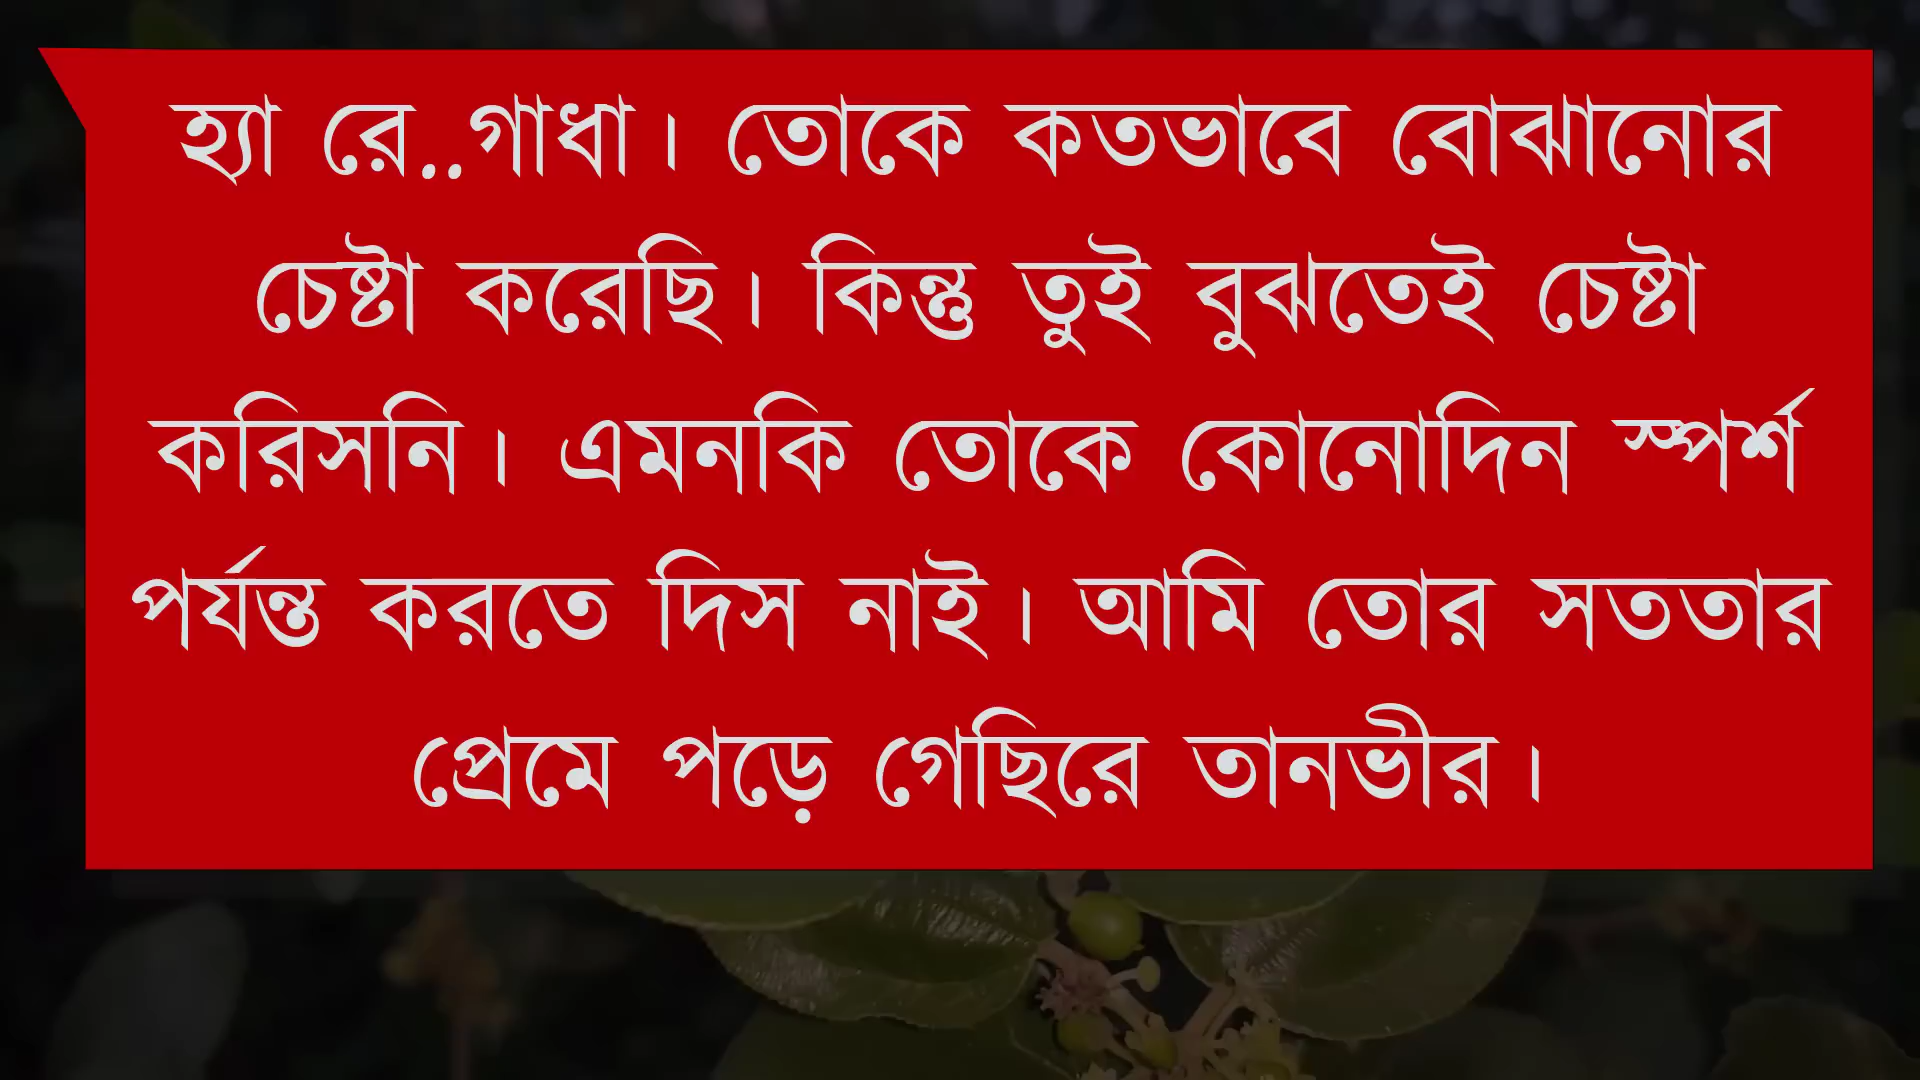 হ্যা রে..গাধা। তোকে কতভাবে বোঝানোর
চেষ্টা করেছি। কিন্তু তুই বুঝতেই চেষ্টা
করিসনি। এমনকি তোকে কোনোদিন স্পর্শ
পর্যন্ত করতে দিস নাই। আমি তোর সততার
প্রেমে পড়ে গেছিরে তানভীর।